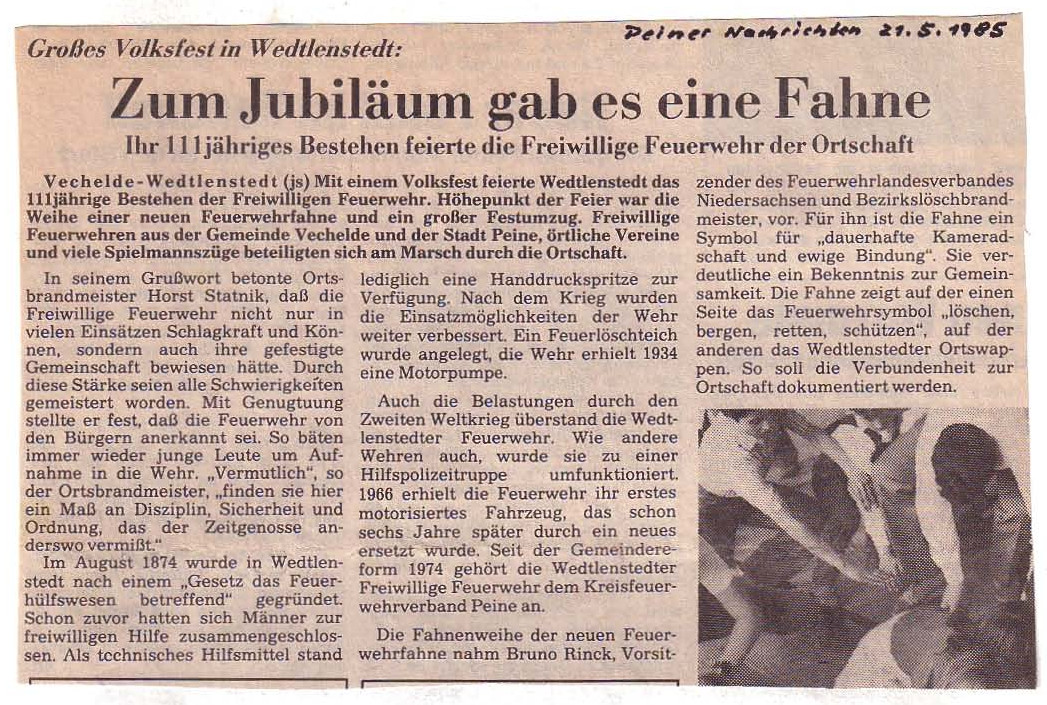 Peiner Nachrichten 21.5.1985
Großes Volksfest in Wedtlenstedt:
Zum Jubiläum gab es eine Fahne
Ihr 111jähriges Bestehen feierte die Freiwillige Feuerwehr der Ortschaft
Vechelde-Wedtlenstedt (js) Mit einem Volksfest feierte Wedtlenstedt das
111jährige Bestehen der Freiwilligen Feuerwehr. Höhepunkt der Feier war die
Weihe einer neuen Feuerwehrfahne und ein großer Festumzug. Freiwillige
Feuerwehren aus der Gemeinde Vechelde und der Stadt Peine, örtliche Vereine
und viele Spielmannszüge beteiligten sich am Marsch durch die Ortschaft.
In seinem Grußwort betonte Orts-
brandmeister Horst Statnik, daß die
Freiwillige Feuerwehr nicht nur in
vielen Einsätzen Schlagkraft und Kön-
nen, sondern auch ihre gefestigte
Gemeinschaft bewiesen hätte. Durch
diese Stärke seien alle Schwierigkeiten
gemeistert worden. Mit Genugtuung
stellte er fest, daß die Feuerwehr von
den Bürgern anerkannt sei. So bäten
immer wieder junge Leute um Auf-
nahme in die Wehr. „Vermutlich“, so
der Ortsbrandmeister, „finden sie hier
ein Maß an Disziplin, Sicherheit und
Ordnung, das der Zeitgenosse an-
derswo vermißt.“
Im August 1874 wurde in Wedtlen-
stedt nach einem „Gesetz das Feuer-
hülfswesen betreffend“ gegründet.
Schon zuvor hatten sich Männer zur
freiwilligen Hilfe zusammengeschlos-
sen. Als technisches Hilfsmittel stand
lediglich eine Handdruckspritze zur
Verfügung. Nach dem Krieg wurden
die Einsatzmöglichkeiten der Wehr
weiter verbessert. Ein Feuerlöschteich
wurde angelegt, die Wehr erhielt 1934
eine Motorpumpe.
Auch die Belastungen durch den
Zweiten Weltkrieg überstand die Wedt-
lenstedter Feuerwehr. Wie andere
Wehren auch, wurde sie zu einer
Hilfspolizeitruppe umfunktioniert.
1966 erhielt die Feuerwehr ihr erstes
motorisiertes Fahrzeug, das schon
sechs Jahre später durch ein neues
ersetzt wurde. Seit der Gemeindere-
form 1974 gehört die Wedtlenstedter
Freiwillige Feuerwehr dem Kreisfeuer-
wehrverband Peine an.
Die Fahnenweihe der neuen Feuer-
wehrfahne nahm Bruno Rinck, Vorsit-
zender des Feuerwehrlandesverbandes
Niedersachsen und Bezirkslöschbrand-
meister, vor. Für ihn ist die Fahne ein
Symbol für „dauerhafte Kamerad-
schaft und ewige Bindung“. Sie ver-
deutliche ein Bekenntnis zur Gemein-
samkeit. Die Fahne zeigt auf der einen
Seite das Feuerwehrsymbol „löschen,
bergen, retten, schützen“, auf der
anderen das Wedtlenstedter Ortswap-
pen. So soll die Verbundenheit zur
Ortschaft dokumentiert werden.